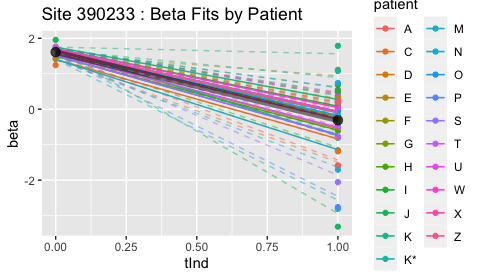 Site 390233 : Beta Fits by Patient
patient
2
0
-2
beta
0.00 0.25 0.50 0.75 1.00
tInd
A M
C N
D O
E P
F S
G T
H U
I W
J X
K Z
K*